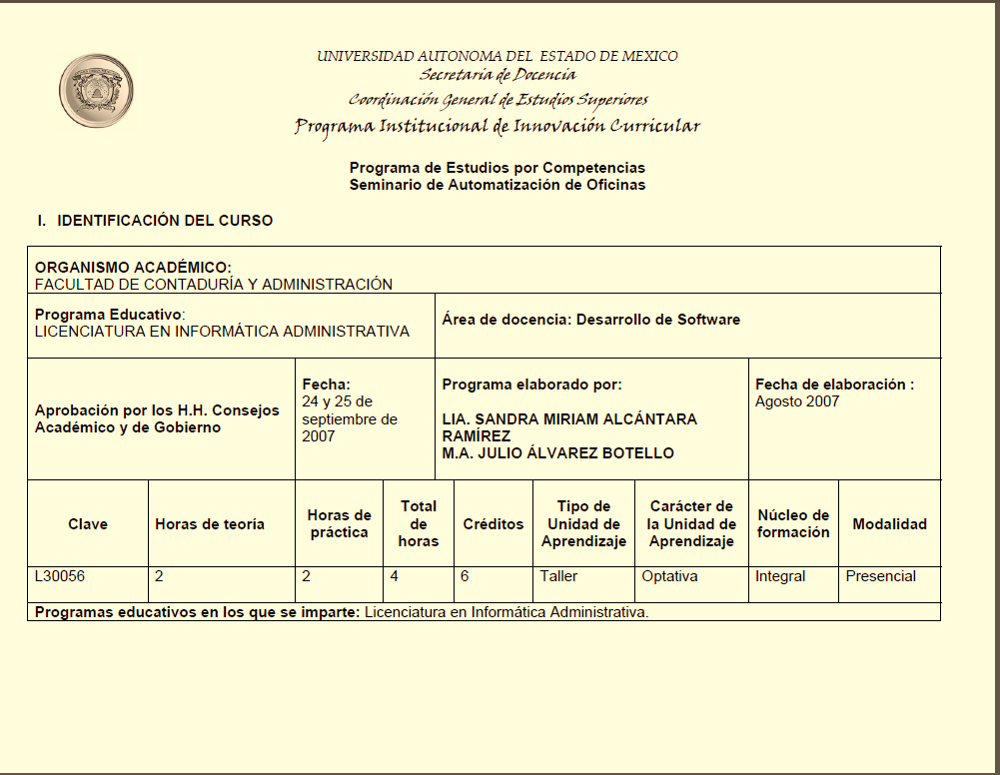 UNIVERSIDAD AUTONOMA DEL ESTADO DE MEXICO
Secretaria de Docencia
Coordinación General de Estudios Superiores
Programa Institucional de Innovación Curricular
Programa de Estudios por Competencias
Seminario de Automatización de Oficinas
I. IDENTIFICACIÓN DEL CURSO
ORGANISMO ACADÉMICO:
FACULTAD DE CONTADURÍA Y ADMINISTRACIÓN
Programa Educativo:
LICENCIATURA EN INFORMÁTICA ADMINISTRATIVA
Área de docencia: Desarrollo de Software
Aprobación por los H.H. Consejos
Académico y de Gobierno
Fecha:
24 y 25 de
septiembre de
2007
Programa elaborado por:
LIA. SANDRA MIRIAM ALCÁNTARA
RAMÍREZ
M.A. JULIO ÁLVAREZ BOTELLO
Fecha de elaboración :
Agosto 2007
Clave
Horas de teoría
Horas de
práctica
Total
de
horas
Créditos
Tipo de
Unidad de
Aprendizaje
Carácter de
la Unidad de
Aprendizaje
Núcleo de
formación
Modalidad
L30056
2
2
4
6
Taller
Optativa
Integral
Presencial
Programas educativos en los que se imparte: Licenciatura en Informática Administrativa.